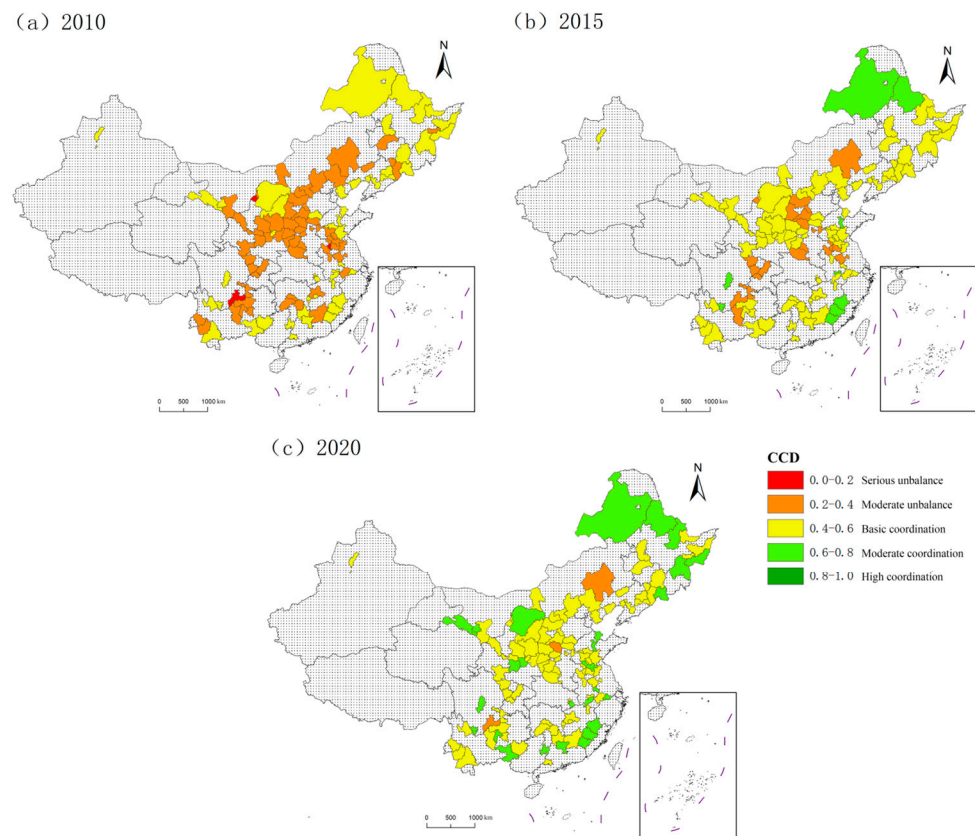 (a) 2010
(b) 2015
N
N
0 500 1000 km
0 500 1000 km
(c) 2020
N
CCD
0.0-0.2 Serious unbalance
0.2-0.4 Moderate unbalance
0.4-0.6 Basic coordination
0.6-0.8 Moderate coordination
0.8-1.0 High coordination
0 500 1000 km